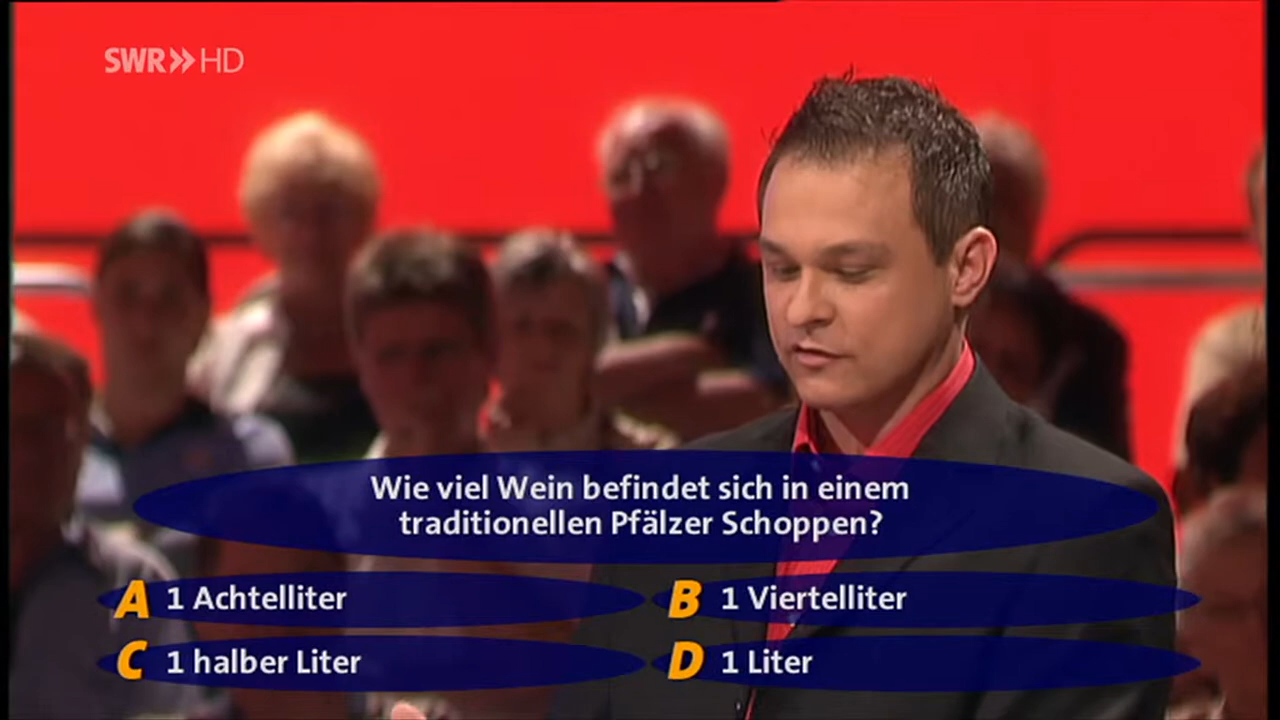 SWR>> HD
Wie viel Wein befindet sich in einem
traditionellen Pfälzer Schoppen?
A 1 Achtelliter
B 1 Viertelliter
C 1 halber Liter
D 1 Liter